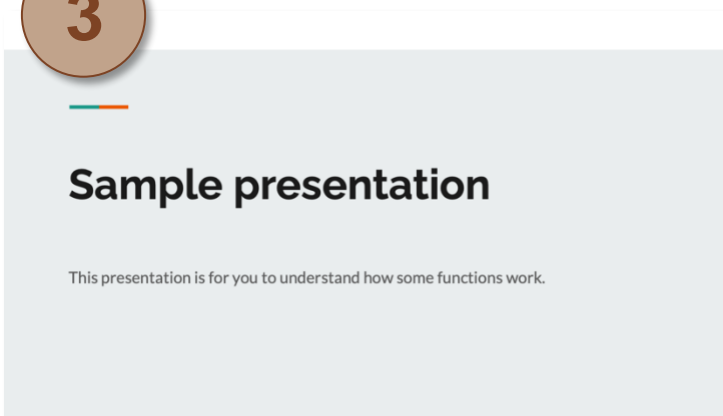 3
Sample presentation
This presentation is for you to understand how some functions work.